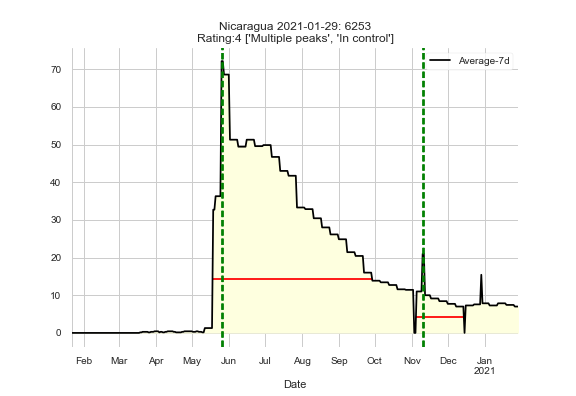 Nicaragua 2021-01-29: 6253
Rating:4 ['Multiple peaks', 'In control']
Average-7d
70
60
50
40
30
20
10
0
Feb Mar Apr May Jun Jul Aug Sep Oct Nov Dec Jan
2021
Date